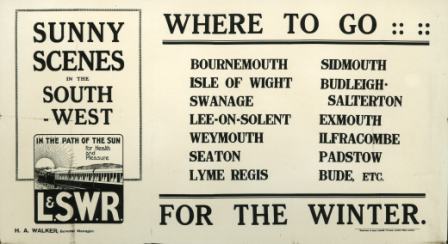 SUNNY
SCENES
IN THE
SOUTH
-WEST
IN THE PATH OF THE SUN
for Health
and
Pleasure
L&S.W.R.
H. A. WALKER, General Manager.
WHERE TO GO :: ::
BOURNEMOUTH
ISLE OF WIGHT
SWANAGE
LEE-ON-SOLENT
WEYMOUTH
SEATON
LYME REGIS
SIDMOUTH
BUDLEIGH-
SALTERTON
EXMOUTH
ILFRACOMBE
PADSTOW
BUDE, ETC.
FOR THE WINTER.